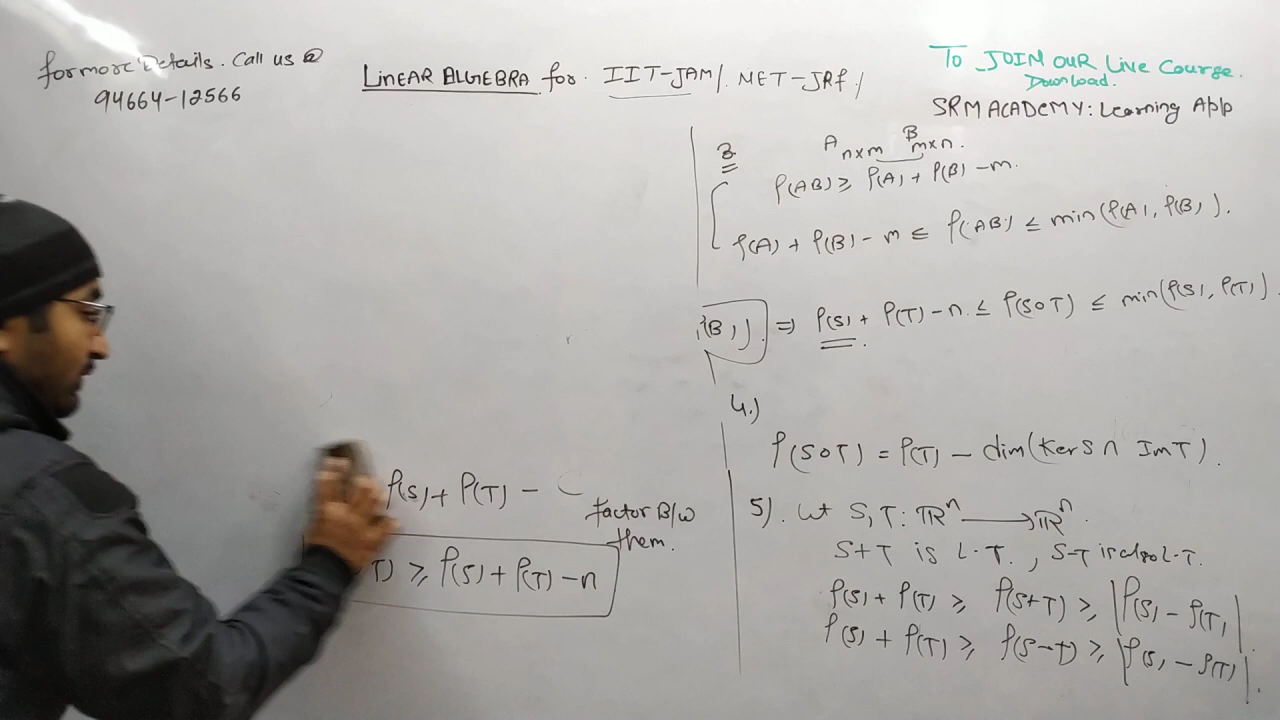 for more Details. Call us @
94664-12566
LINEAR ALGEBRA for IIT-JAM/. NET-JRF/
To JOIN OUR Live Course.
Download.
SRM ACADEMY: Learning App
3
A n×m B m×n.
ρ(AB) ≥ ρ(A) + ρ(B) - m.
ρ(A) + ρ(B) - m ≤ ρ(AB) ≤ min(ρ(A), ρ(B)).
(B,) ⇒ ρ(S) + ρ(T) - n ≤ ρ(SoT) ≤ min(ρ(S), ρ(T)).
4.)
ρ(SoT) = ρ(T) - dim(Ker S ∩ Im T).
5). Let S, T: ℝⁿ → ℝⁿ.
S+T is L.T., S-T is also L.T.
ρ(S) + ρ(T) ≥ ρ(S+T) ≥ |ρ(S) - ρ(T)|
ρ(S) + ρ(T) ≥ ρ(S-T) ≥ |ρ(S) - ρ(T)|.
ρ(S) + ρ(T) -
factor B/w
them.
T) ≥ ρ(S) + ρ(T) - n